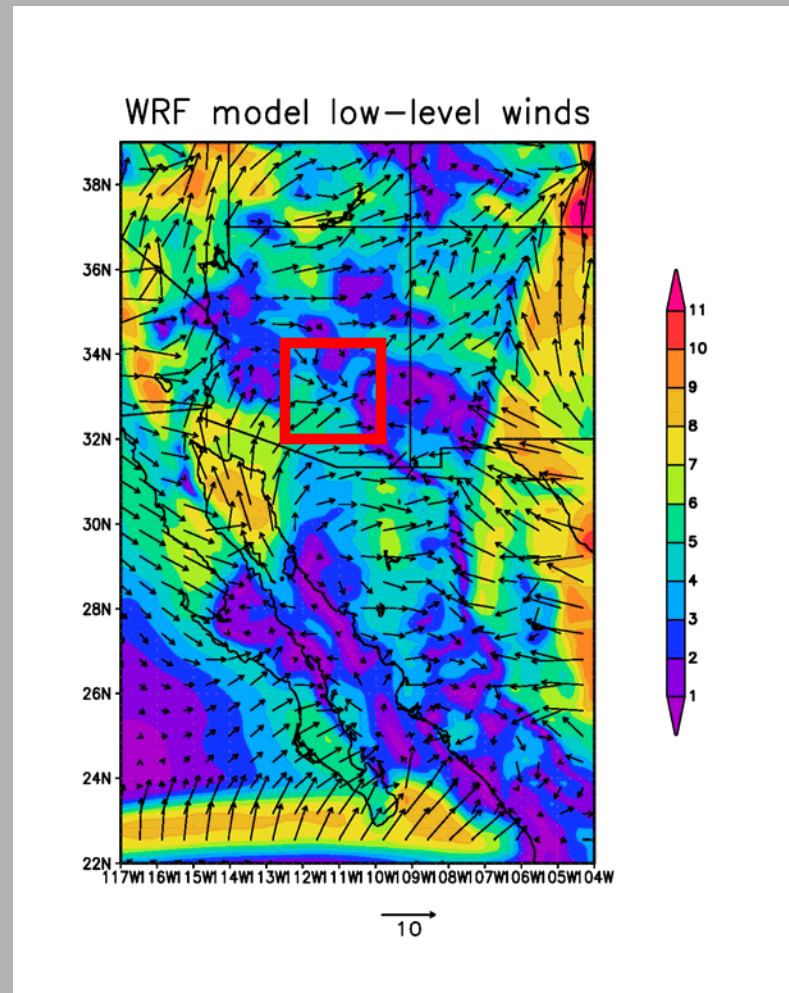 WRF model low-level winds
38N
36N
34N
32N
30N
28N
26N
24N
22N
117W116W115W114W113W112W111W110W109W108W107W106W105W104W
10
11
10
9
8
7
6
5
4
3
2
1